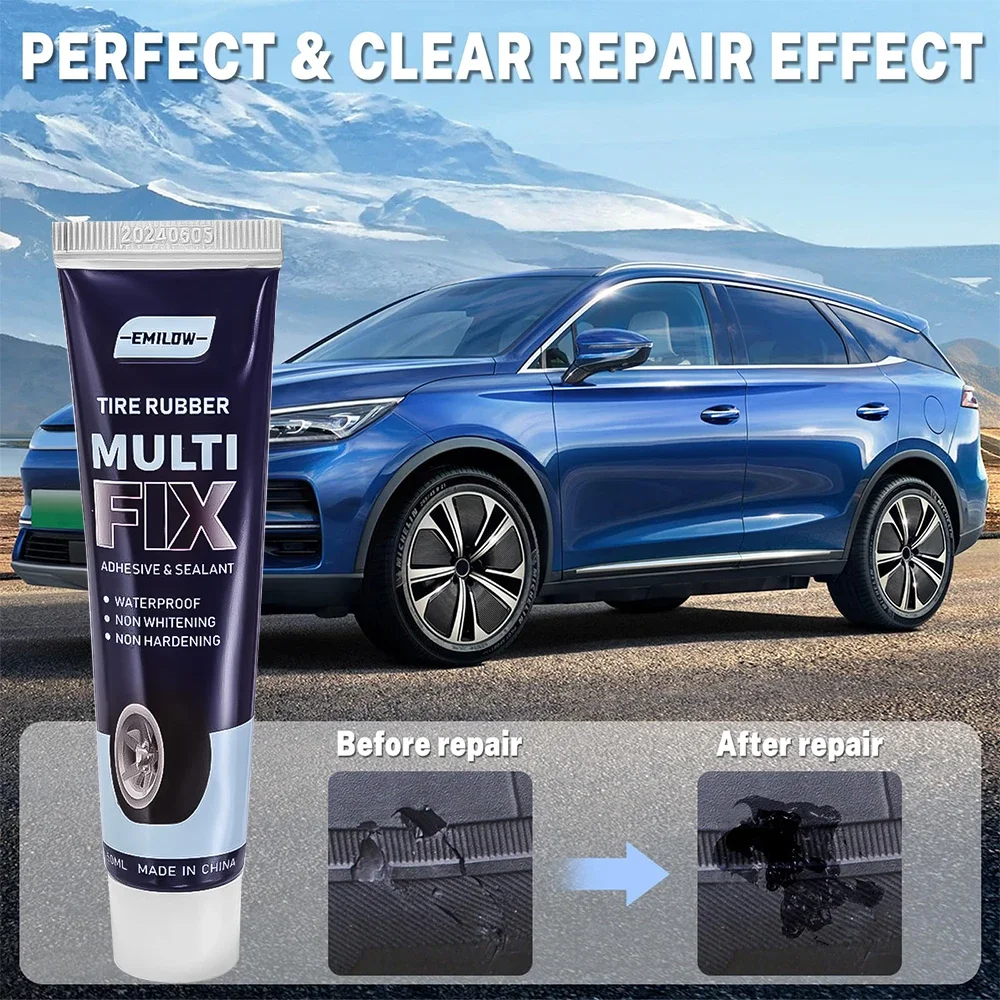 PERFECT & CLEAR REPAIR EFFECT
20240605
-EMILOW-
TIRE RUBBER
MULTI
FIX
ADHESIVE & SEALANT
• WATERPROOF
• NON WHITENING
• NON HARDENING
MADE IN CHINA
MICHELIN
Before repair
After repair